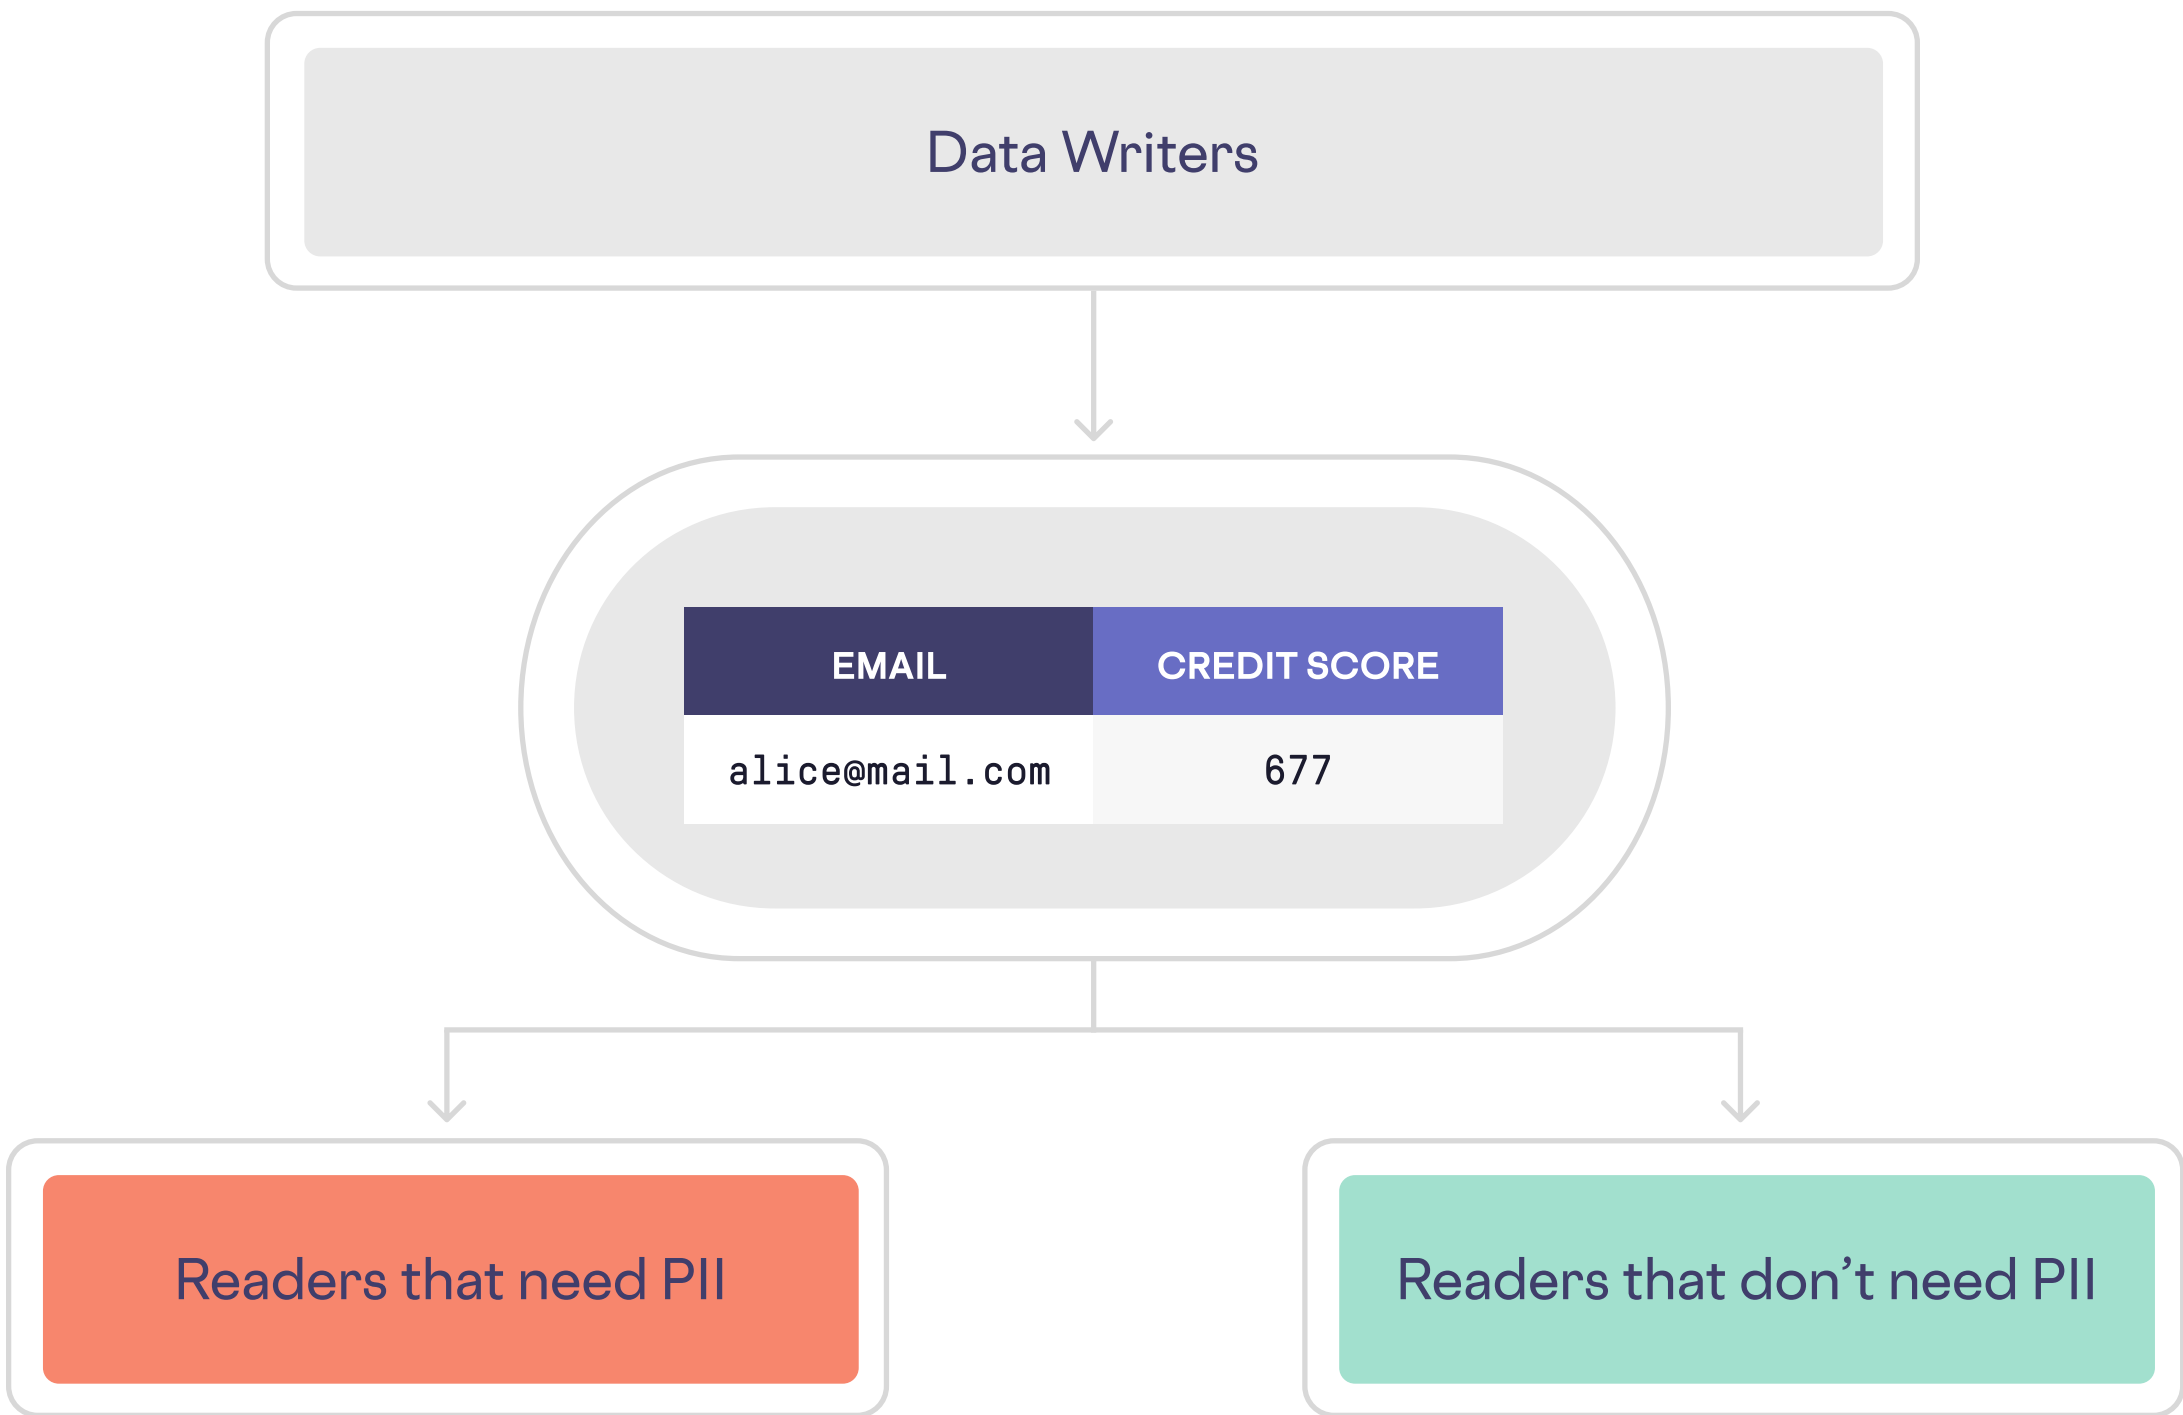 Data Writers
EMAIL CREDIT SCORE
alice@mail.com 677
Readers that need PII Readers that don’t need PII